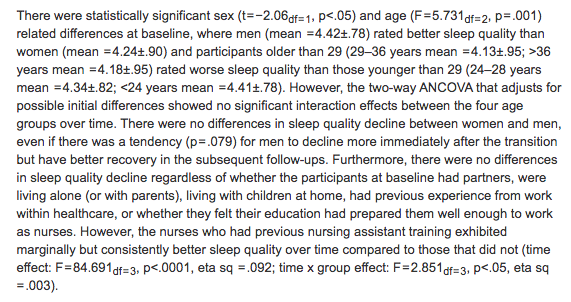 There were statistically significant sex (t=−2.06df=1, p<.05) and age (F=5.731df=2, p=.001)
related differences at baseline, where men (mean =4.42±.78) rated better sleep quality than
women (mean =4.24±.90) and participants older than 29 (29–36 years mean =4.13±.95; >36
years mean =4.18±.95) rated worse sleep quality than those younger than 29 (24–28 years
mean =4.34±.82; <24 years mean =4.41±.78). However, the two-way ANCOVA that adjusts for
possible initial differences showed no significant interaction effects between the four age
groups over time. There were no differences in sleep quality decline between women and men,
even if there was a tendency (p=.079) for men to decline more immediately after the transition
but have better recovery in the subsequent follow-ups. Furthermore, there were no differences
in sleep quality decline regardless of whether the participants at baseline had partners, were
living alone (or with parents), living with children at home, had previous experience from work
within healthcare, or whether they felt their education had prepared them well enough to work
as nurses. However, the nurses who had previous nursing assistant training exhibited
marginally but consistently better sleep quality over time compared to those that did not (time
effect: F=84.691df=3, p<.0001, eta sq =.092; time x group effect: F=2.851df=3, p<.05, eta sq
=.003).